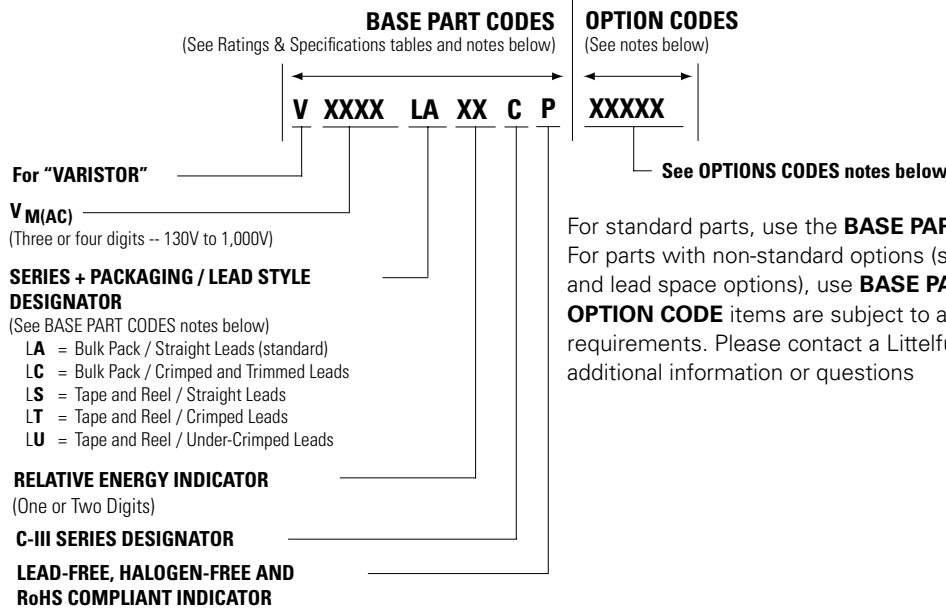 BASE PART CODES
(See Ratings & Specifications tables and notes below)
OPTION CODES
(See notes below)
V XXXX LA XX C P XXXXX
For “VARISTOR”
See OPTIONS CODES notes below
V M(AC)
(Three or four digits -- 130V to 1,000V)
SERIES + PACKAGING / LEAD STYLE
DESIGNATOR
(See BASE PART CODES notes below)
LA = Bulk Pack / Straight Leads (standard)
LC = Bulk Pack / Crimped and Trimmed Leads
LS = Tape and Reel / Straight Leads
LT = Tape and Reel / Crimped Leads
LU = Tape and Reel / Under-Crimped Leads
RELATIVE ENERGY INDICATOR
(One or Two Digits)
C-III SERIES DESIGNATOR
LEAD-FREE, HALOGEN-FREE AND
RoHS COMPLIANT INDICATOR
For standard parts, use the BASE PAR
For parts with non-standard options (s
and lead space options), use BASE PA
OPTION CODE items are subject to a
requirements. Please contact a Littelfu
additional information or questions